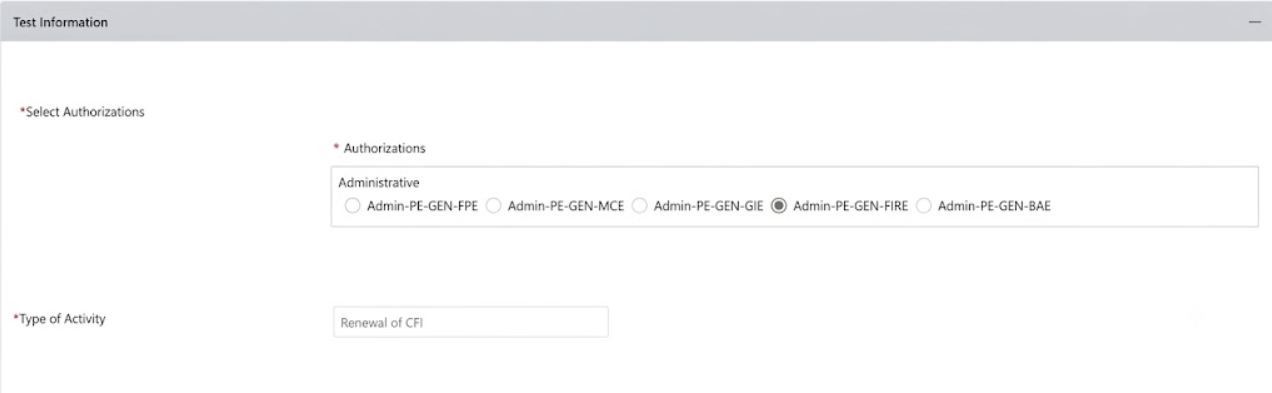 Test Information
*Select Authorizations
* Authorizations
Administrative
Admin-PE-GEN-FPE Admin-PE-GEN-MCE Admin-PE-GEN-GIE Admin-PE-GEN-FIRE Admin-PE-GEN-BAE
*Type of Activity
Renewal of CFI